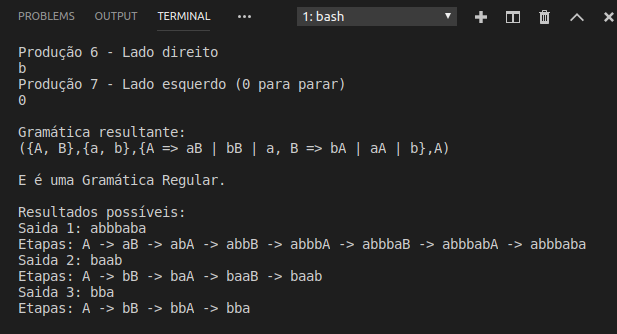 PROBLEMS OUTPUT TERMINAL ••• 1: bash
Produção 6 - Lado direito
b
Produção 7 - Lado esquerdo (0 para parar)
0
Gramática resultante:
({A, B},{a, b},{A => aB | bB | a, B => bA | aA | b},A)
E é uma Gramática Regular.
Resultados possíveis:
Saida 1: abbbaba
Etapas: A -> aB -> abA -> abbB -> abbbA -> abbbaB -> abbbabA -> abbbaba
Saida 2: baab
Etapas: A -> bB -> baA -> baaB -> baab
Saida 3: bba
Etapas: A -> bB -> bbA -> bba